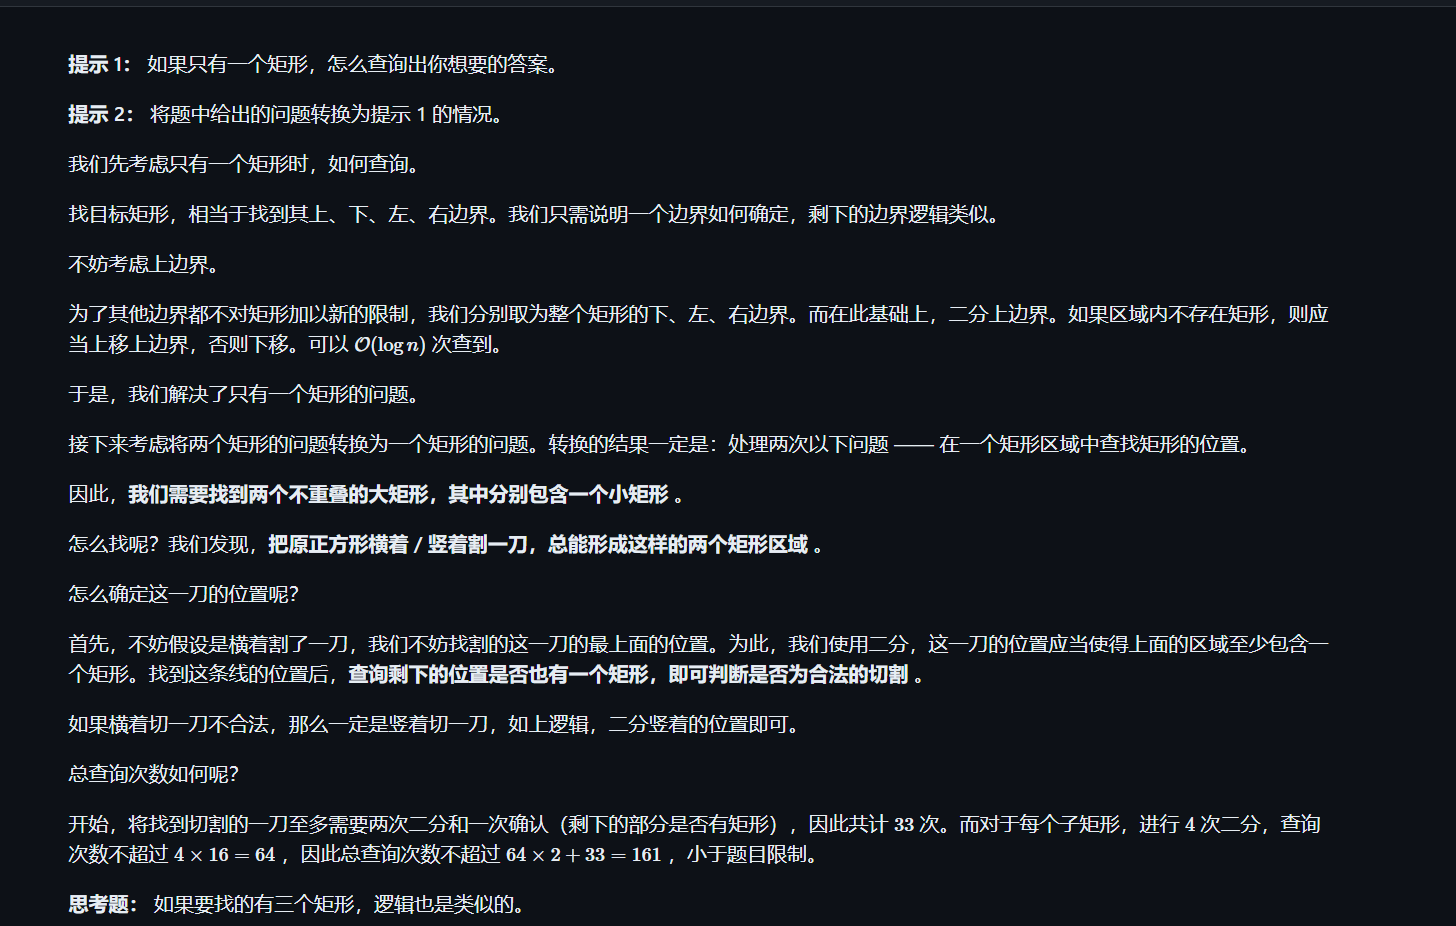 提示 1： 如果只有一个矩形，怎么查询出你想要的答案。
提示 2： 将题中给出的问题转换为提示 1 的情况。
我们先考虑只有一个矩形时，如何查询。
找目标矩形，相当于找到其上、下、左、右边界。我们只需说明一个边界如何确定，剩下的边界逻辑类似。
不妨考虑上边界。
为了其他边界都不对矩形加以新的限制，我们分别取为整个矩形的下、左、右边界。而在此基础上，二分上边界。如果区域内不存在矩形，则应
当上移上边界，否则下移。可以 𝒪(log n) 次查到。
于是，我们解决了只有一个矩形的问题。
接下来考虑将两个矩形的问题转换为一个矩形的问题。转换的结果一定是：处理两次以下问题 —— 在一个矩形区域中查找矩形的位置。
因此，我们需要找到两个不重叠的大矩形，其中分别包含一个小矩形 。
怎么找呢？我们发现，把原正方形横着 / 竖着割一刀，总能形成这样的两个矩形区域 。
怎么确定这一刀的位置呢？
首先，不妨假设是横着割了一刀，我们不妨找割的这一刀的最上面的位置。为此，我们使用二分，这一刀的位置应当使得上面的区域至少包含一
个矩形。找到这条线的位置后，查询剩下的位置是否也有一个矩形，即可判断是否为合法的切割 。
如果横着切一刀不合法，那么一定是竖着切一刀，如上逻辑，二分竖着的位置即可。
总查询次数如何呢？
开始，将找到切割的一刀至多需要两次二分和一次确认（剩下的部分是否有矩形），因此共计 33 次。而对于每个子矩形，进行 4 次二分，查询
次数不超过 4 × 16 = 64 ，因此总查询次数不超过 64 × 2 + 33 = 161 ，小于题目限制。
思考题： 如果要找的有三个矩形，逻辑也是类似的。